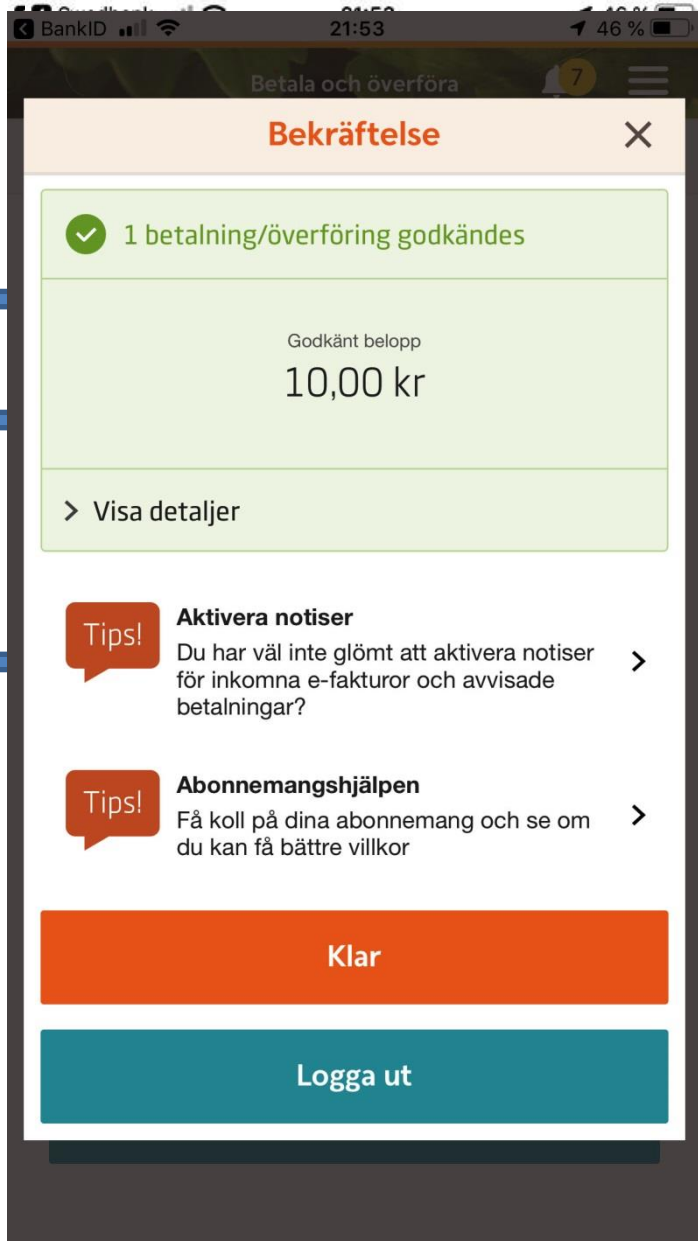 BankID
21:53
46 %
Betala och överföra
7
Bekräftelse
1 betalning/överföring godkändes
Godkänt belopp
10,00 kr
Visa detaljer
Tips!
Aktivera notiser
Du har väl inte glömt att aktivera notiser
för inkomna e-fakturor och avvisade
betalningar?
Tips!
Abonnemangshjälpen
Få koll på dina abonnemang och se om
du kan få bättre villkor
Klar
Logga ut